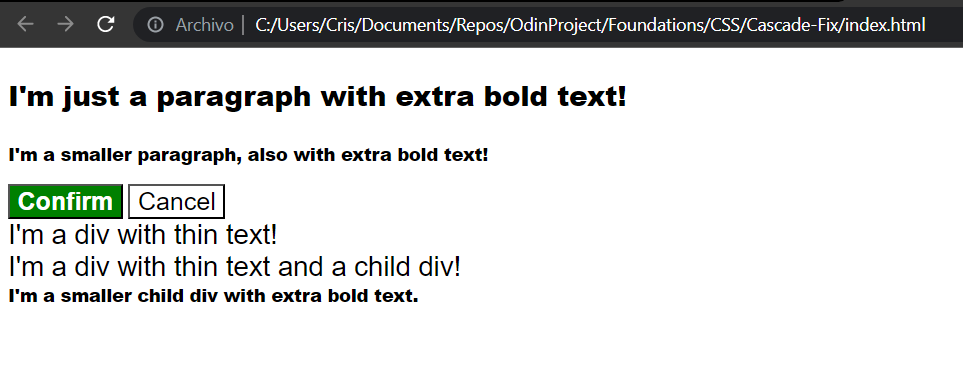 Archivo | C:/Users/Cris/Documents/Repos/OdinProject/Foundations/CSS/Cascade-Fix/index.html
I'm just a paragraph with extra bold text!
I'm a smaller paragraph, also with extra bold text!
Confirm Cancel
I'm a div with thin text!
I'm a div with thin text and a child div!
I'm a smaller child div with extra bold text.